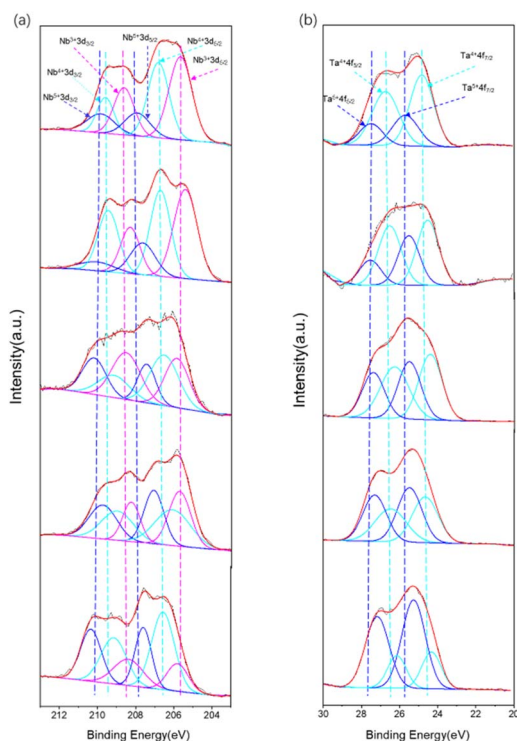 (a)
(b)
Nb³⁺3d₃/₂
Nb⁵⁺3d₅/₂
Nb⁴⁺3d₅/₂
Nb⁴⁺3d₃/₂
Nb³⁺3d₅/₂
Nb⁵⁺3d₃/₂
Ta⁴⁺4f₅/₂
Ta⁴⁺4f₇/₂
Ta⁵⁺4f₅/₂
Ta⁵⁺4f₇/₂
Intensity(a.u.)
Intensity(a.u.)
213 212 210 208 206 204
30 28 26 24 22 20
Binding Energy(eV)
Binding Energy(eV)